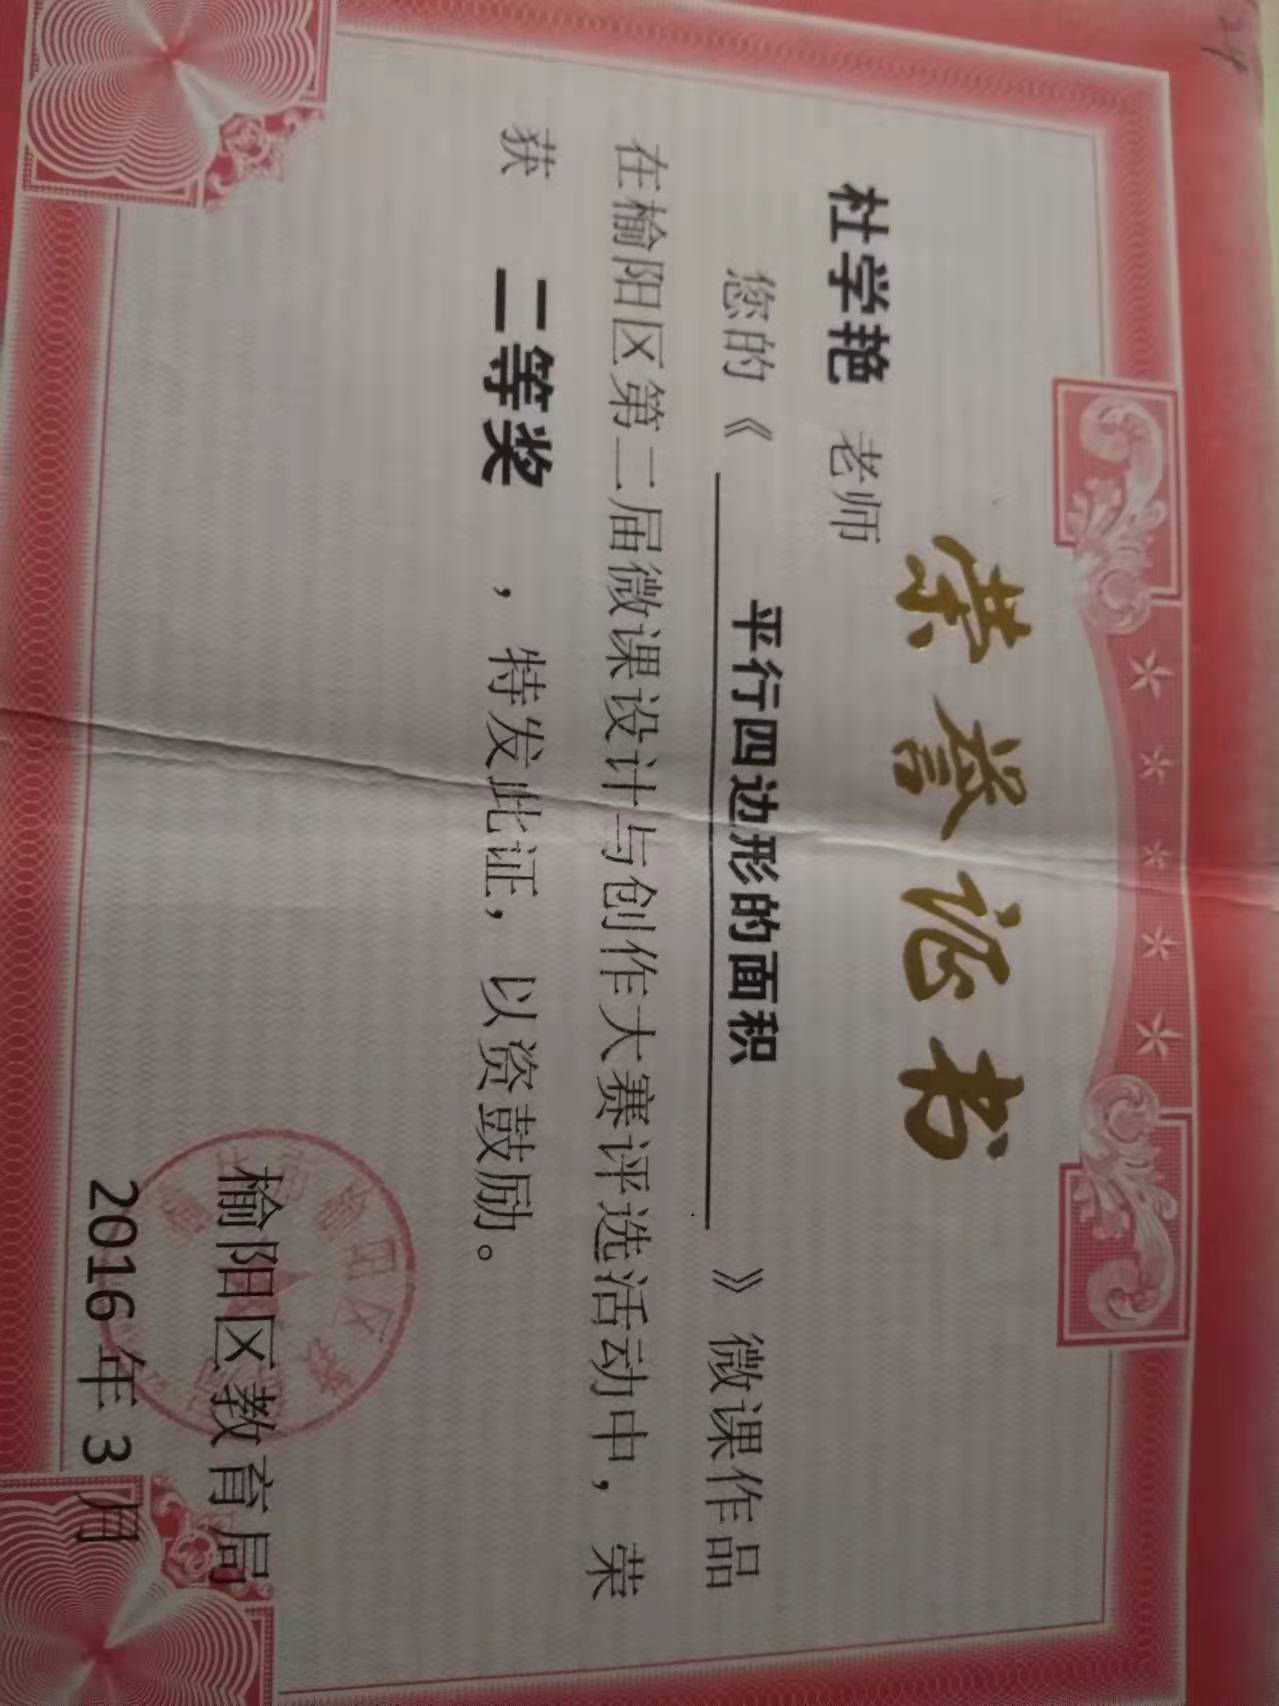 荣誉证书
杜学艳 老师
您的《 平行四边形的面积 》微课作品
在榆阳区第二届微课设计与创作大赛评选活动中，荣
获 二等奖 ，特发此证，以资鼓励。
榆阳区教育局
2016年3月